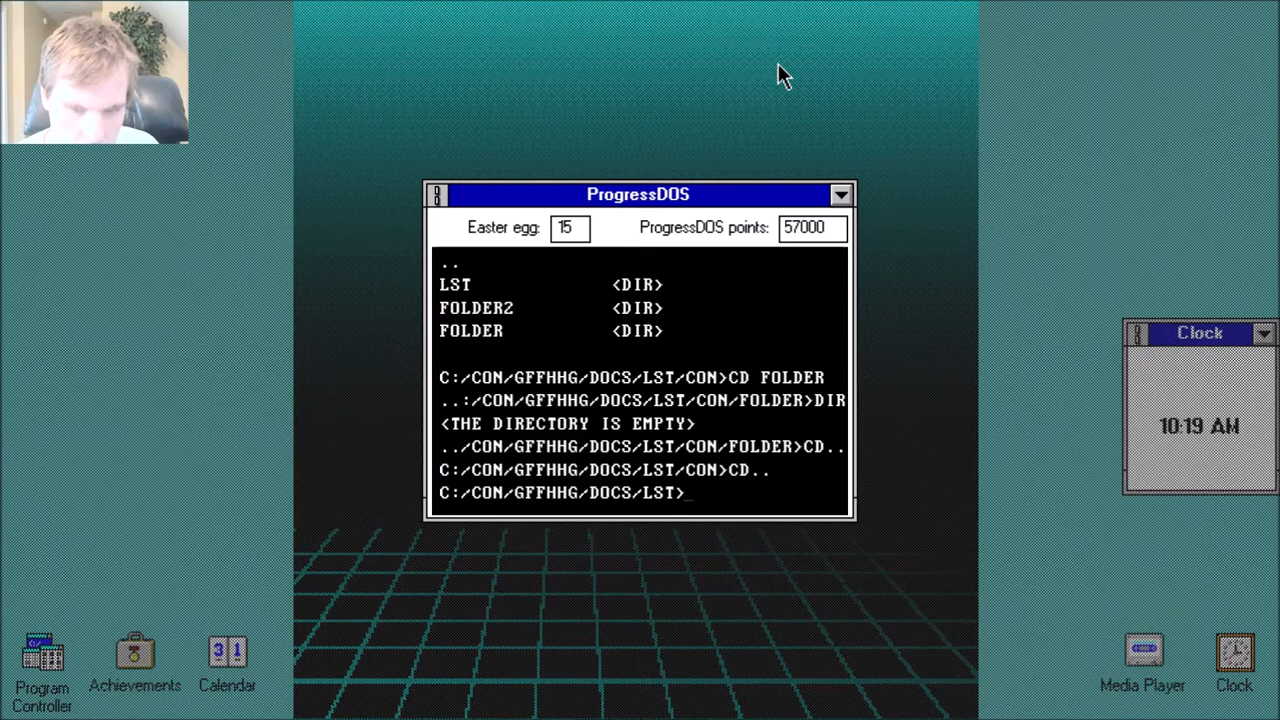 ProgressDOS
Easter egg: 15 ProgressDOS points: 57000
..
LST <DIR>
FOLDER2 <DIR>
FOLDER <DIR>
C:/CON/GFFHHG/DOCS/LST/CON>CD FOLDER
..:/CON/GFFHHG/DOCS/LST/CON/FOLDER>DIR
<THE DIRECTORY IS EMPTY>
../CON/GFFHHG/DOCS/LST/CON/FOLDER>CD..
C:/CON/GFFHHG/DOCS/LST/CON>CD..
C:/CON/GFFHHG/DOCS/LST>_
Clock
10:19 AM
Program
Controller
Achievements
31
Calendar
Media Player
Clock